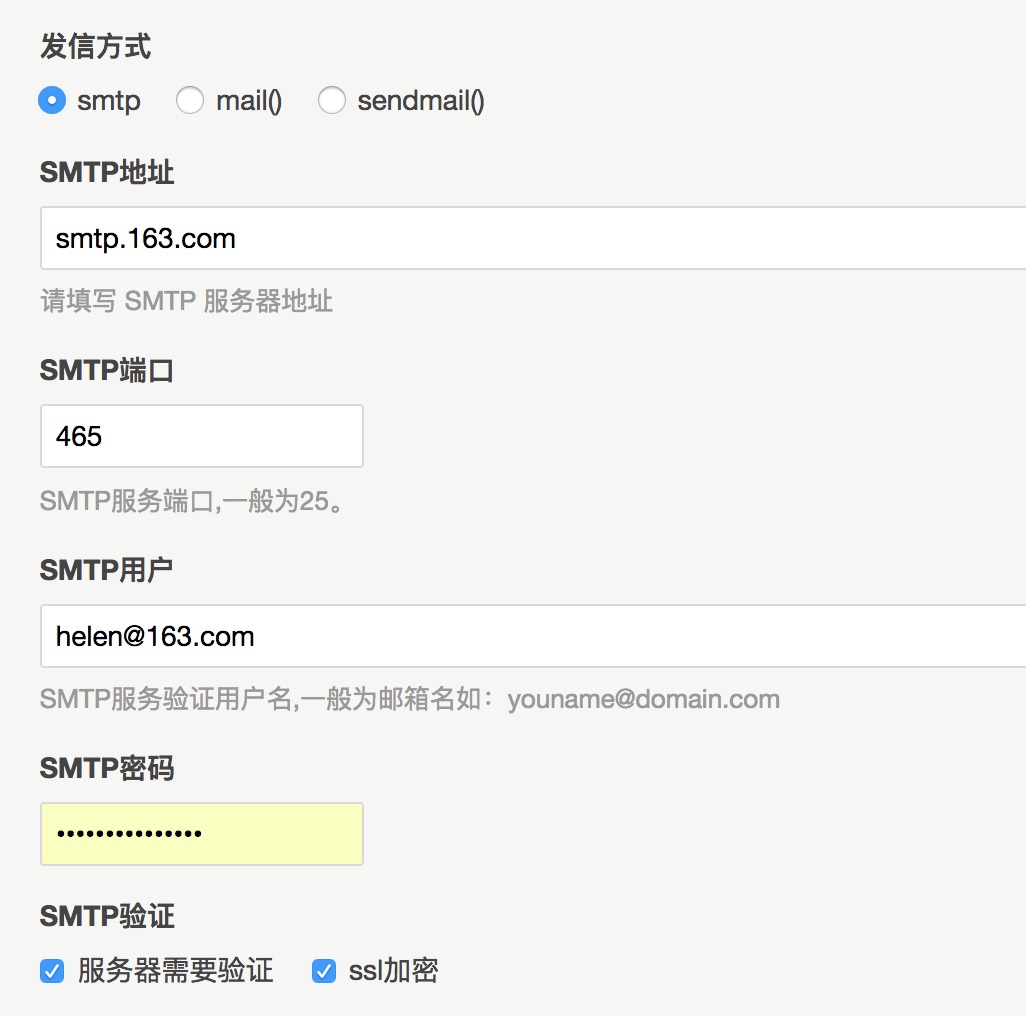 发信方式
smtp mail() sendmail()
SMTP地址
smtp.163.com
请填写 SMTP 服务器地址
SMTP端口
465
SMTP服务端口,一般为25。
SMTP用户
helen@163.com
SMTP服务验证用户名,一般为邮箱名如：youname@domain.com
SMTP密码
•••••••••••••••
SMTP验证
服务器需要验证 ssl加密